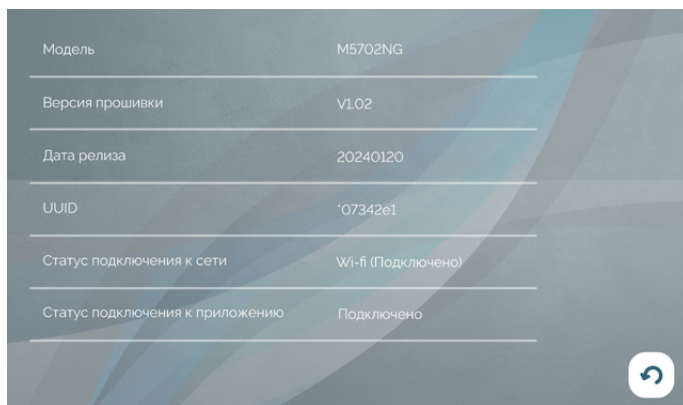 Модель M5702NG
Версия прошивки V1.02
Дата релиза 20240120
UUID *07342e1
Статус подключения к сети Wi-fi (Подключено)
Статус подключения к приложению Подключено